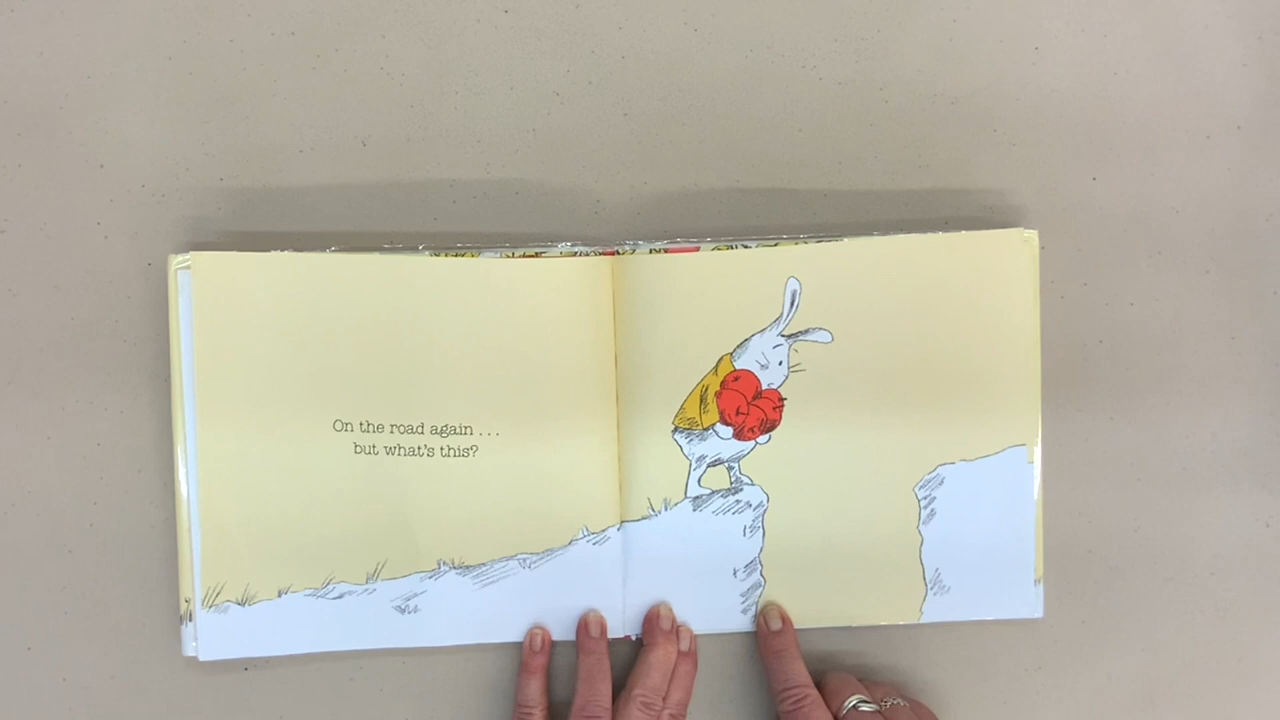 On the road again . . .
but what's this?